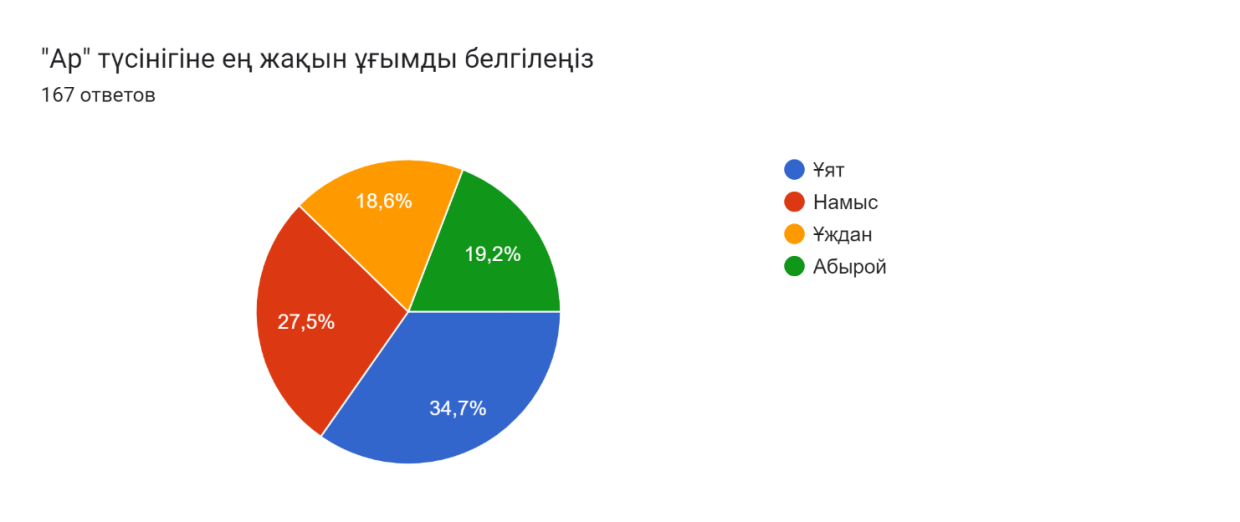 "Ар" түсінігіне ең жақын ұғымды белгілеңіз
167 ответов
18,6%
19,2%
27,5%
34,7%
Ұят
Намыс
Ұждан
Абырой